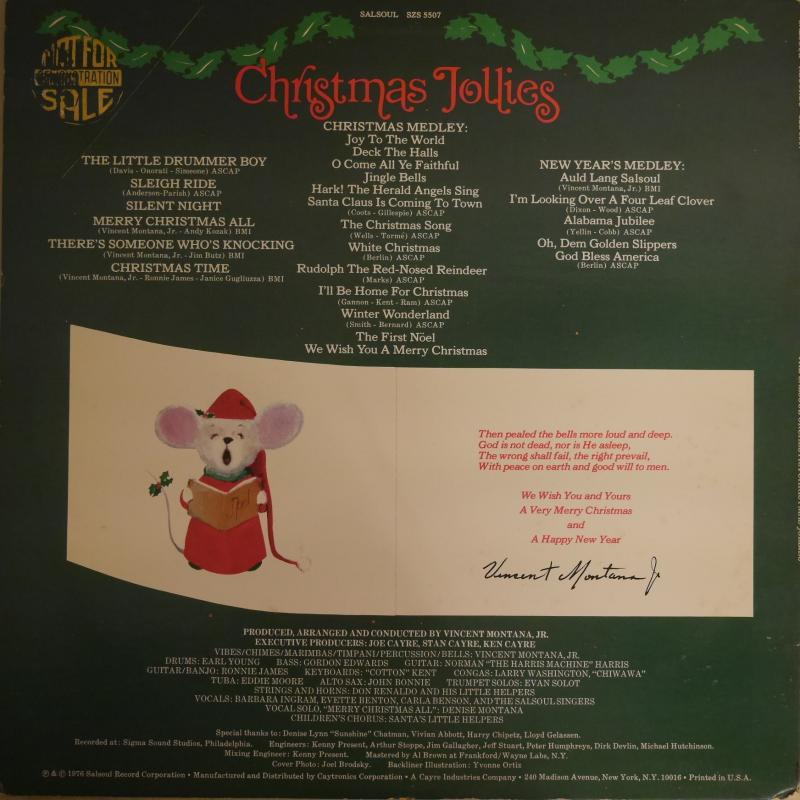 SALSOUL SZS 5507
NOT FOR
DEMONSTRATION
SALE
Christmas Jollies
THE LITTLE DRUMMER BOY
(Davis - Onorati - Simeone) ASCAP
SLEIGH RIDE
(Anderson-Parish) ASCAP
SILENT NIGHT
MERRY CHRISTMAS ALL
(Vincent Montana, Jr. - Andy Kozak) BMI
THERE'S SOMEONE WHO'S KNOCKING
(Vincent Montana, Jr. - Jim Butz) BMI
CHRISTMAS TIME
(Vincent Montana, Jr. - Ronnie James - Janice Gugliuzza) BMI
CHRISTMAS MEDLEY:
Joy To The World
Deck The Halls
O Come All Ye Faithful
Jingle Bells
Hark! The Herald Angels Sing
Santa Claus Is Coming To Town
(Coots - Gillespie) ASCAP
The Christmas Song
(Wells - Tormé) ASCAP
White Christmas
(Berlin) ASCAP
Rudolph The Red-Nosed Reindeer
(Marks) ASCAP
I'll Be Home For Christmas
(Gannon - Kent - Ram) ASCAP
Winter Wonderland
(Smith - Bernard) ASCAP
The First Nöel
We Wish You A Merry Christmas
NEW YEAR'S MEDLEY:
Auld Lang Salsoul
(Vincent Montana, Jr.) BMI
I'm Looking Over A Four Leaf Clover
(Dixon - Wood) ASCAP
Alabama Jubilee
(Yellin - Cobb) ASCAP
Oh, Dem Golden Slippers
God Bless America
(Berlin) ASCAP
Then pealed the bells more loud and deep.
God is not dead, nor is He asleep,
The wrong shall fail, the right prevail,
With peace on earth and good will to men.
We Wish You and Yours
A Very Merry Christmas
and
A Happy New Year
Vincent Montana Jr
PRODUCED, ARRANGED AND CONDUCTED BY VINCENT MONTANA, JR.
EXECUTIVE PRODUCERS: JOE CAYRE, STAN CAYRE, KEN CAYRE
VIBES/CHIMES/MARIMBAS/TIMPANI/PERCUSSION/BELLS: VINCENT MONTANA, JR.
DRUMS: EARL YOUNG BASS: GORDON EDWARDS GUITAR: NORMAN "THE HARRIS MACHINE" HARRIS
GUITAR/BANJO: RONNIE JAMES KEYBOARDS: "COTTON" KENT CONGAS: LARRY WASHINGTON, "CHIWAWA"
TUBA: EDDIE MOORE ALTO SAX: JOHN BONNIE TRUMPET SOLOS: EVAN SOLOT
STRINGS AND HORNS: DON RENALDO AND HIS LITTLE HELPERS
VOCALS: BARBARA INGRAM, EVETTE BENTON, CARLA BENSON, AND THE SALSOUL SINGERS
VOCAL SOLO, "MERRY CHRISTMAS ALL": DENISE MONTANA
CHILDREN'S CHORUS: SANTA'S LITTLE HELPERS
Special thanks to: Denise Lynn "Sunshine" Chatman, Vivian Abbott, Harry Chipetz, Lloyd Gelassen.
Recorded at: Sigma Sound Studios, Philadelphia. Engineers: Kenny Present, Arthur Stoppe, Jim Gallagher, Jeff Stuart, Peter Humphreys, Dirk Devlin, Michael Hutchinson.
Mixing Engineer: Kenny Present. Mastered by Al Brown at Frankford/Wayne Labs, N.Y.
Cover Photo: Joel Brodsky. Backliner Illustration: Yvonne Ortiz
℗ & © 1976 Salsoul Record Corporation • Manufactured and Distributed by Caytronics Corporation • A Cayre Industries Company • 240 Madison Avenue, New York, N.Y. 10016 • Printed in U.S.A.